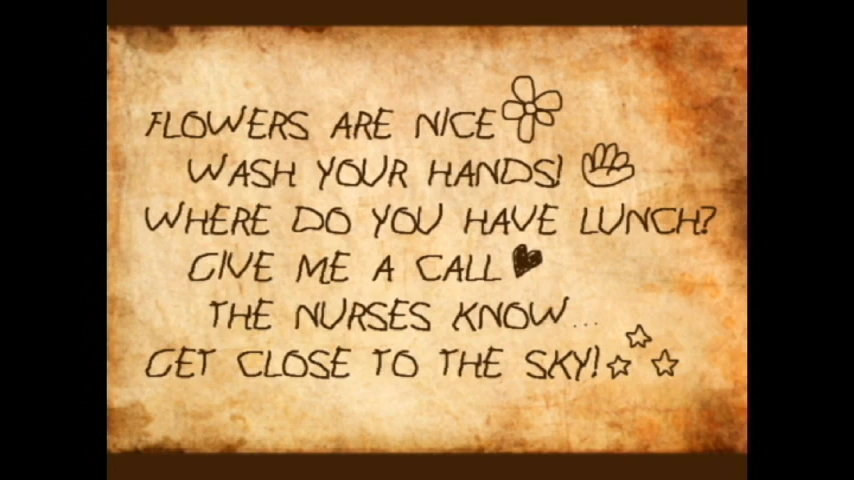 FLOWERS ARE NICE
WASH YOUR HANDS!
WHERE DO YOU HAVE LUNCH?
GIVE ME A CALL
THE NURSES KNOW...
GET CLOSE TO THE SKY!